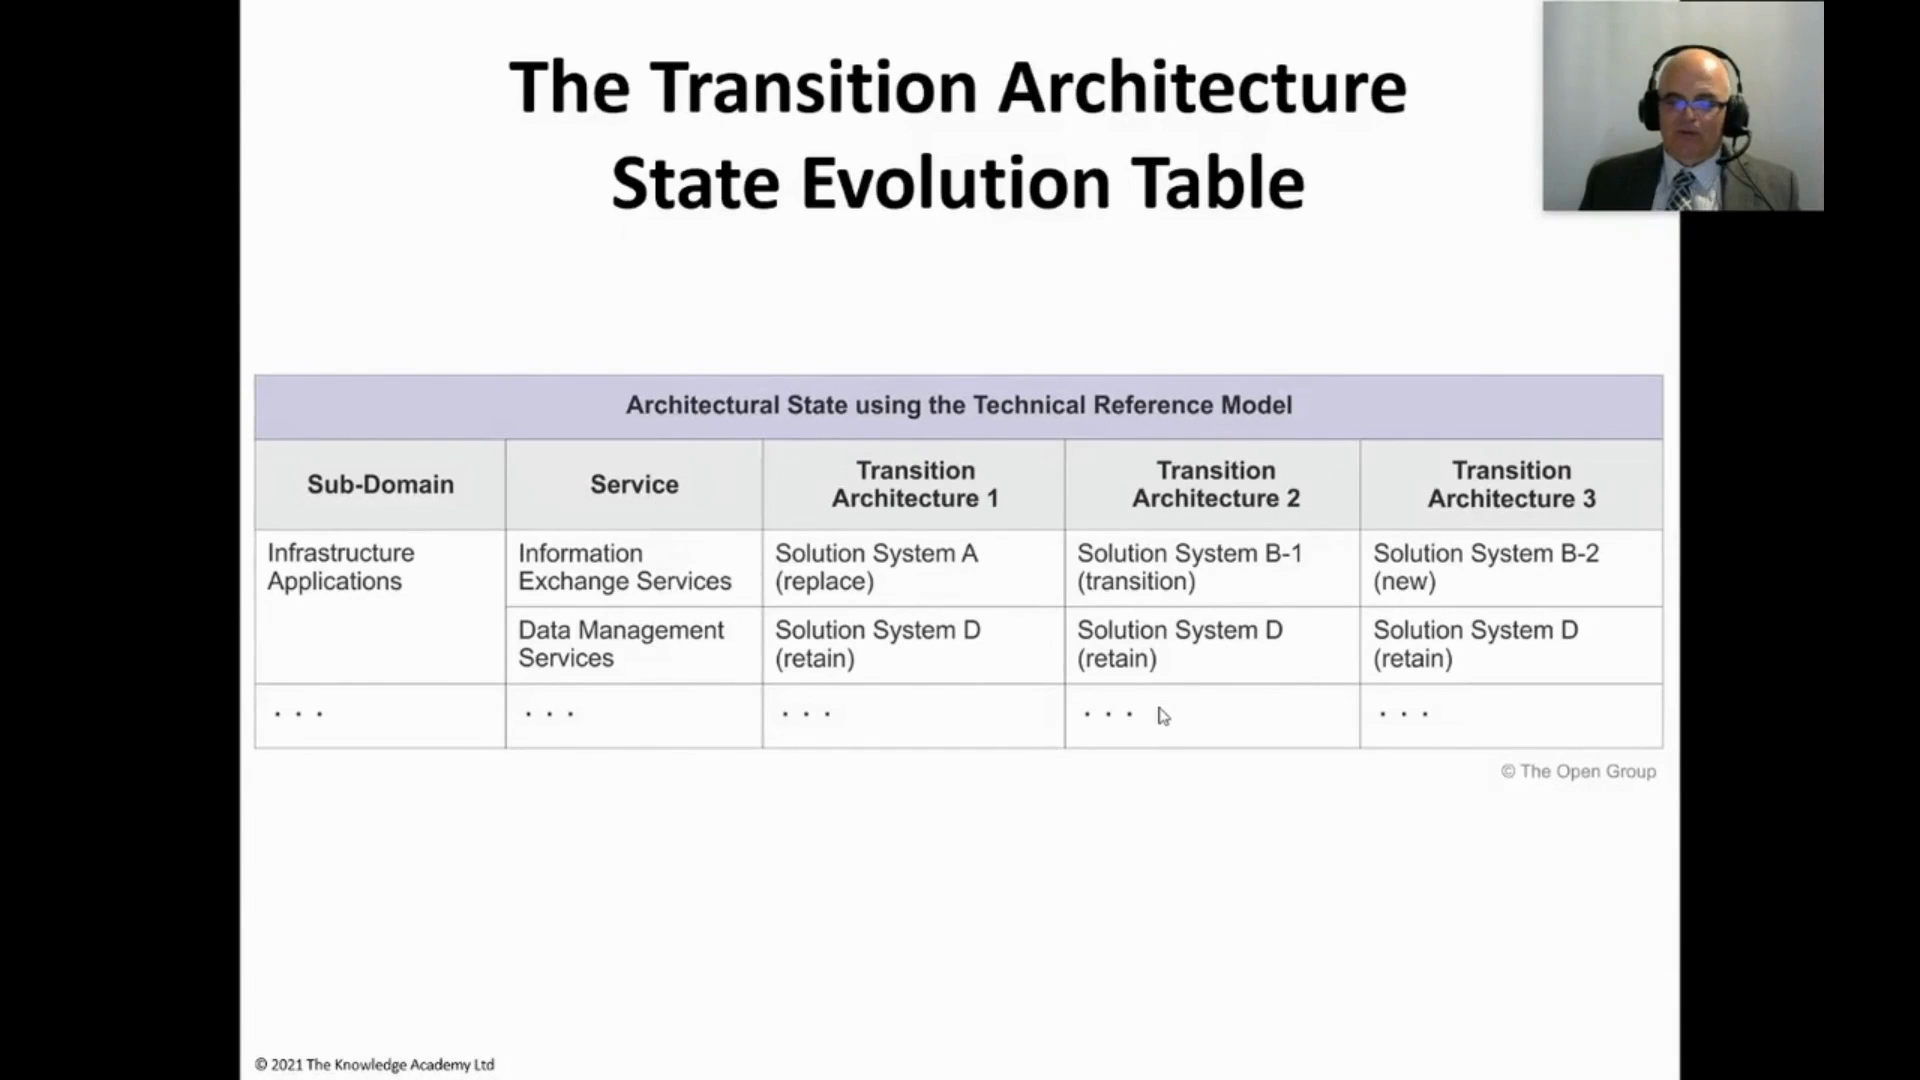 The Transition Architecture
State Evolution Table
Architectural State using the Technical Reference Model
Sub-Domain
Service
Transition
Architecture 1
Transition
Architecture 2
Transition
Architecture 3
Infrastructure
Applications
Information
Exchange Services
Solution System A
(replace)
Solution System B-1
(transition)
Solution System B-2
(new)
Data Management
Services
Solution System D
(retain)
Solution System D
(retain)
Solution System D
(retain)
. . .
. . .
. . .
. . .
. . .
© The Open Group
© 2021 The Knowledge Academy Ltd